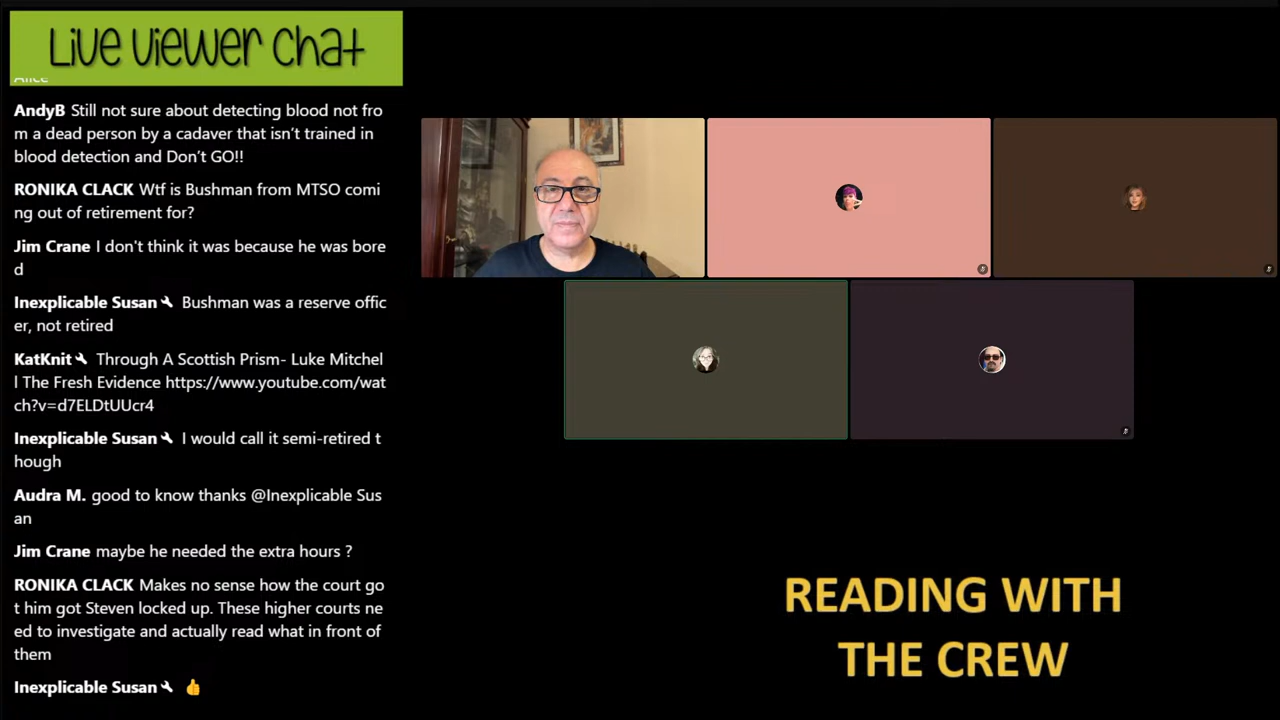 Live Viewer Chat
Alice
AndyB Still not sure about detecting blood not fro
m a dead person by a cadaver that isn't trained in
blood detection and Don't GO!!
RONIKA CLACK Wtf is Bushman from MTSO comi
ng out of retirement for?
Jim Crane I don't think it was because he was bore
d
Inexplicable Susan Bushman was a reserve offic
er, not retired
KatKnit Through A Scottish Prism- Luke Mitchel
l The Fresh Evidence https://www.youtube.com/wat
ch?v=d7ELDtUUcr4
Inexplicable Susan I would call it semi-retired t
hough
Audra M. good to know thanks @Inexplicable Sus
an
Jim Crane maybe he needed the extra hours ?
RONIKA CLACK Makes no sense how the court go
t him got Steven locked up. These higher courts ne
ed to investigate and actually read what in front of
them
Inexplicable Susan 👍
READING WITH
THE CREW